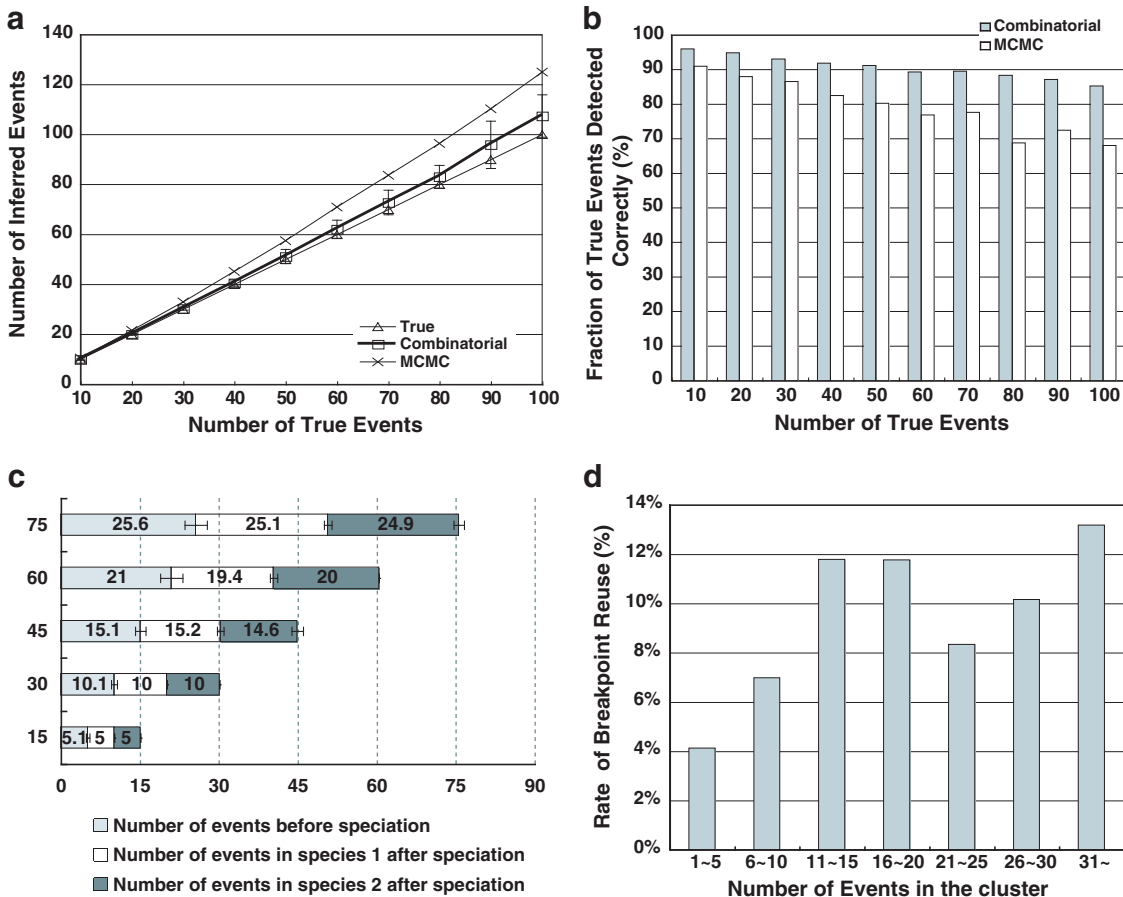 a
140
120
100
80
60
40
20
0
Number of Inferred Events
True
Combinatorial
MCMC
10 20 30 40 50 60 70 80 90 100
Number of True Events
b
Combinatorial
MCMC
100
90
80
70
60
50
40
30
20
10
0
Fraction of True Events Detected
Correctly (%)
10 20 30 40 50 60 70 80 90 100
Number of True Events
c
75 25.6 25.1 24.9
60 21 19.4 20
45 15.1 15.2 14.6
30 10.1 10 10
15 5.1 5 5
0 15 30 45 60 75 90
Number of events before speciation
Number of events in species 1 after speciation
Number of events in species 2 after speciation
d
14%
12%
10%
8%
6%
4%
2%
0%
Rate of Breakpoint Reuse (%)
1~5 6~10 11~15 16~20 21~25 26~30 31~
Number of Events in the cluster